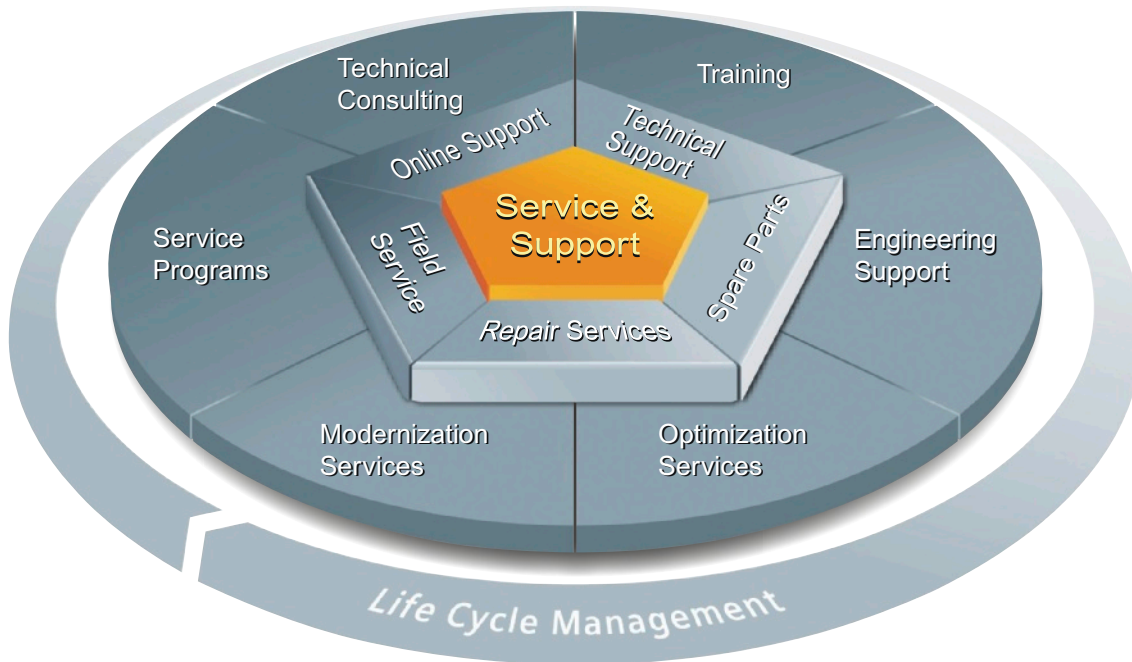 Technical
Consulting
Training
Online Support
Technical
Support
Service &
Support
Service
Programs
Field
Service
Spare Parts
Engineering
Support
Repair Services
Modernization
Services
Optimization
Services
Life Cycle Management